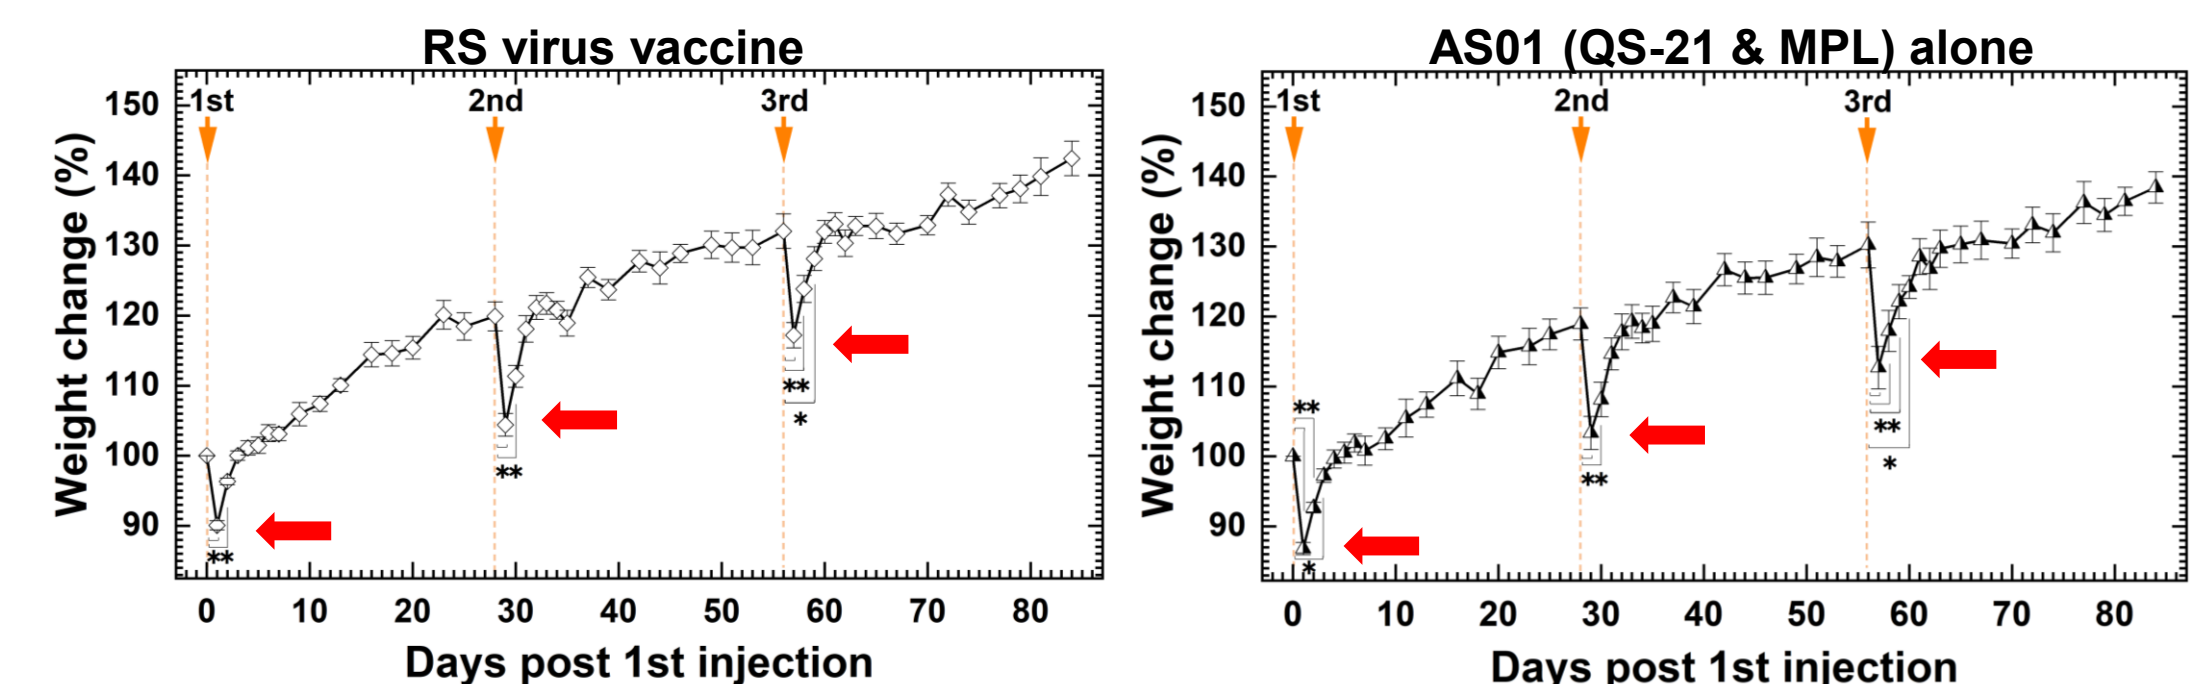 RS virus vaccine
150
140
130
120
110
100
90
Weight change (%)
1st
2nd
3rd
**
**
**
*
0 10 20 30 40 50 60 70 80
Days post 1st injection
AS01 (QS-21 & MPL) alone
150
140
130
120
110
100
90
Weight change (%)
1st
2nd
3rd
**
*
**
**
*
0 10 20 30 40 50 60 70 80
Days post 1st injection